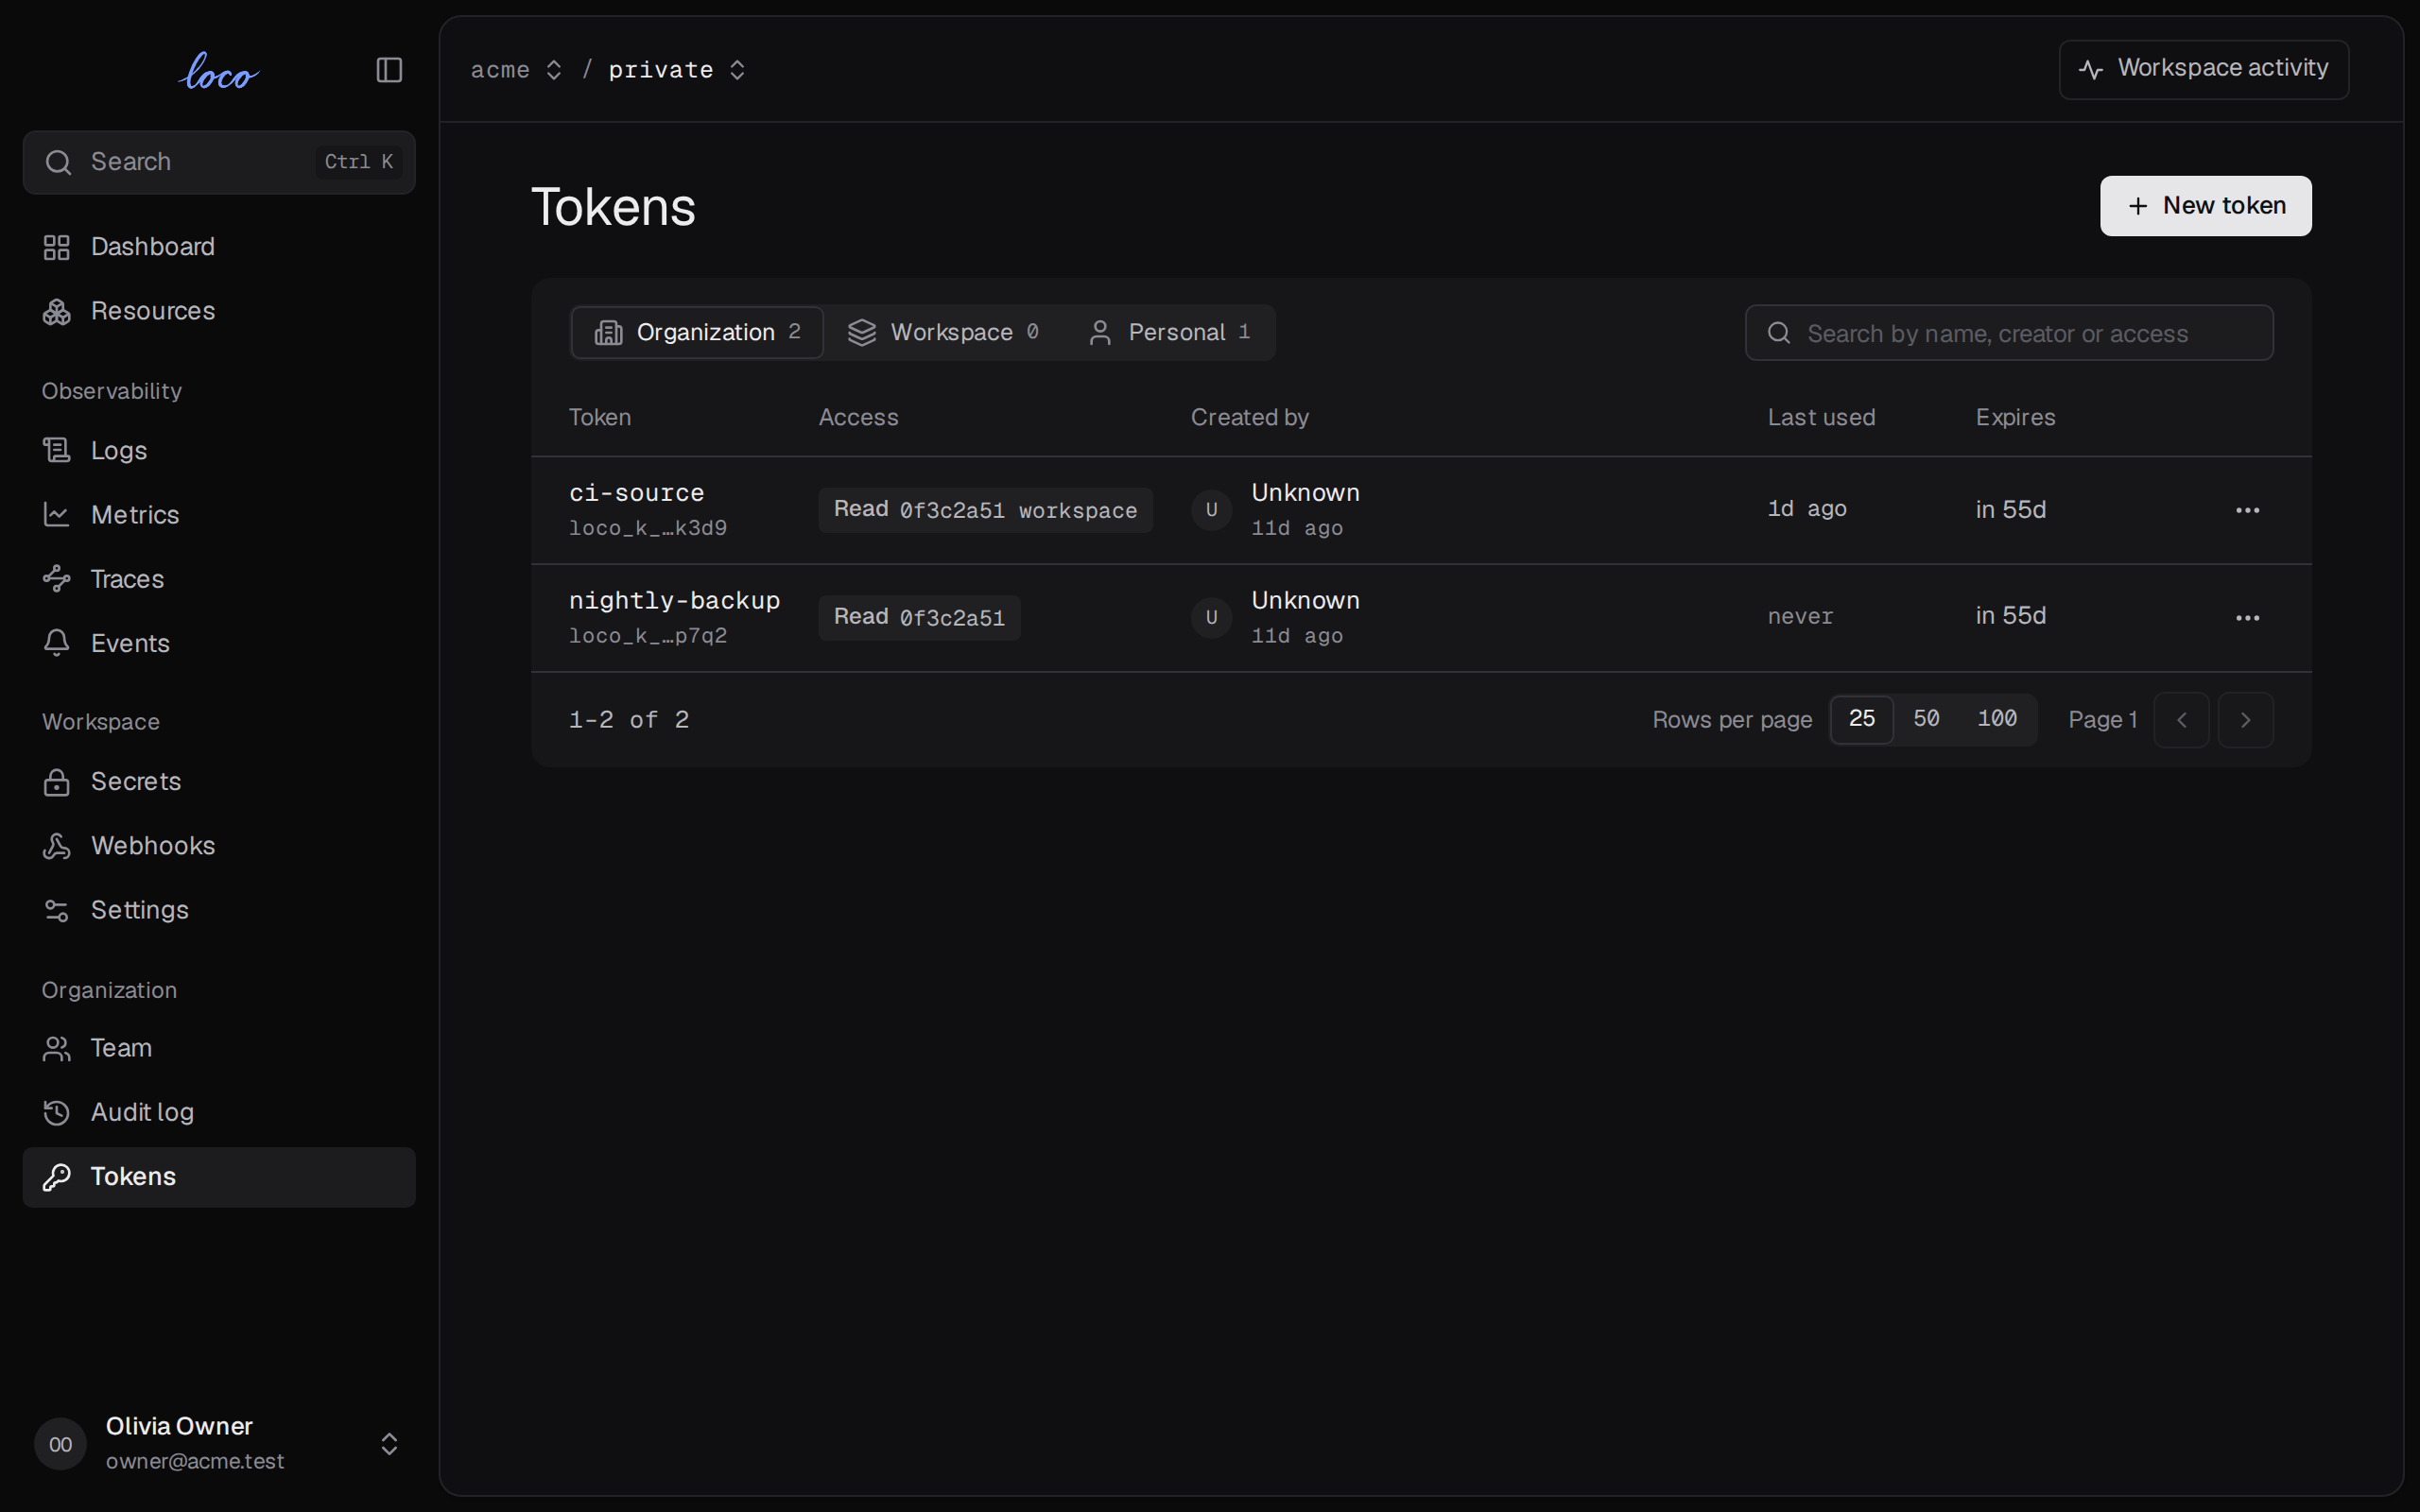 loco
Search Ctrl K
Dashboard
Resources
Observability
Logs
Metrics
Traces
Events
Workspace
Secrets
Webhooks
Settings
Organization
Team
Audit log
Tokens
OO Olivia Owner
owner@acme.test
acme / private Workspace activity
Tokens New token
Organization 2 Workspace 0 Personal 1 Search by name, creator or access
Token Access Created by Last used Expires
ci-source Read 0f3c2a51 workspace U Unknown 1d ago in 55d
loco_k_…k3d9 11d ago
nightly-backup Read 0f3c2a51 U Unknown never in 55d
loco_k_…p7q2 11d ago
1-2 of 2 Rows per page 25 50 100 Page 1